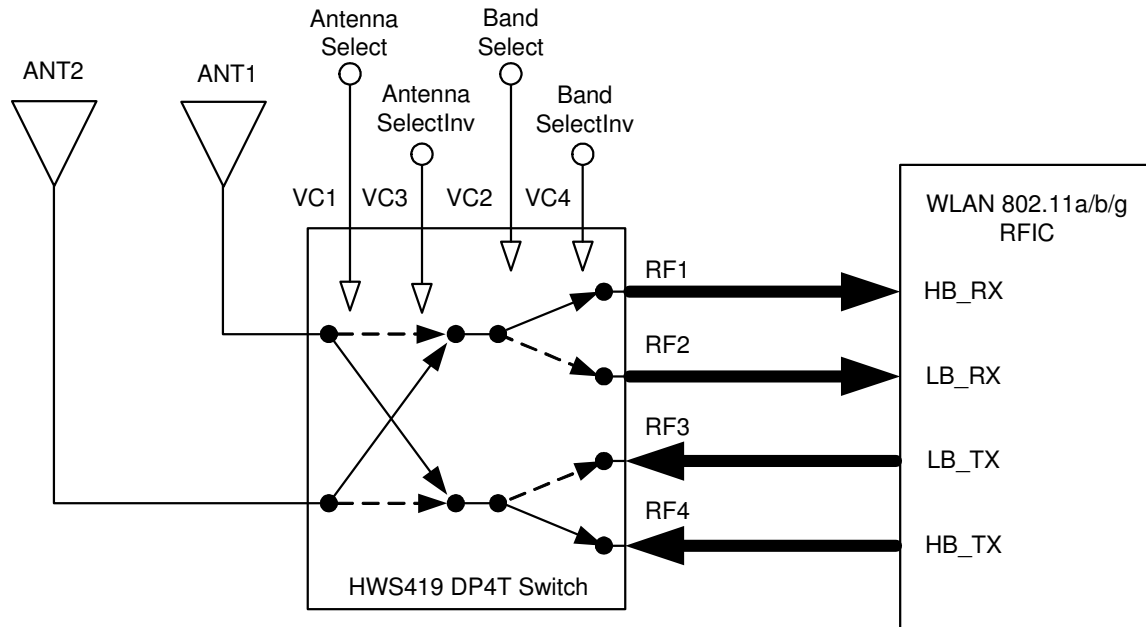 Antenna
Select
Band
Select
ANT2
ANT1
Antenna
SelectInv
Band
SelectInv
VC1
VC3
VC2
VC4
WLAN 802.11a/b/g
RFIC
RF1
HB_RX
RF2
LB_RX
RF3
LB_TX
RF4
HB_TX
HWS419 DP4T Switch